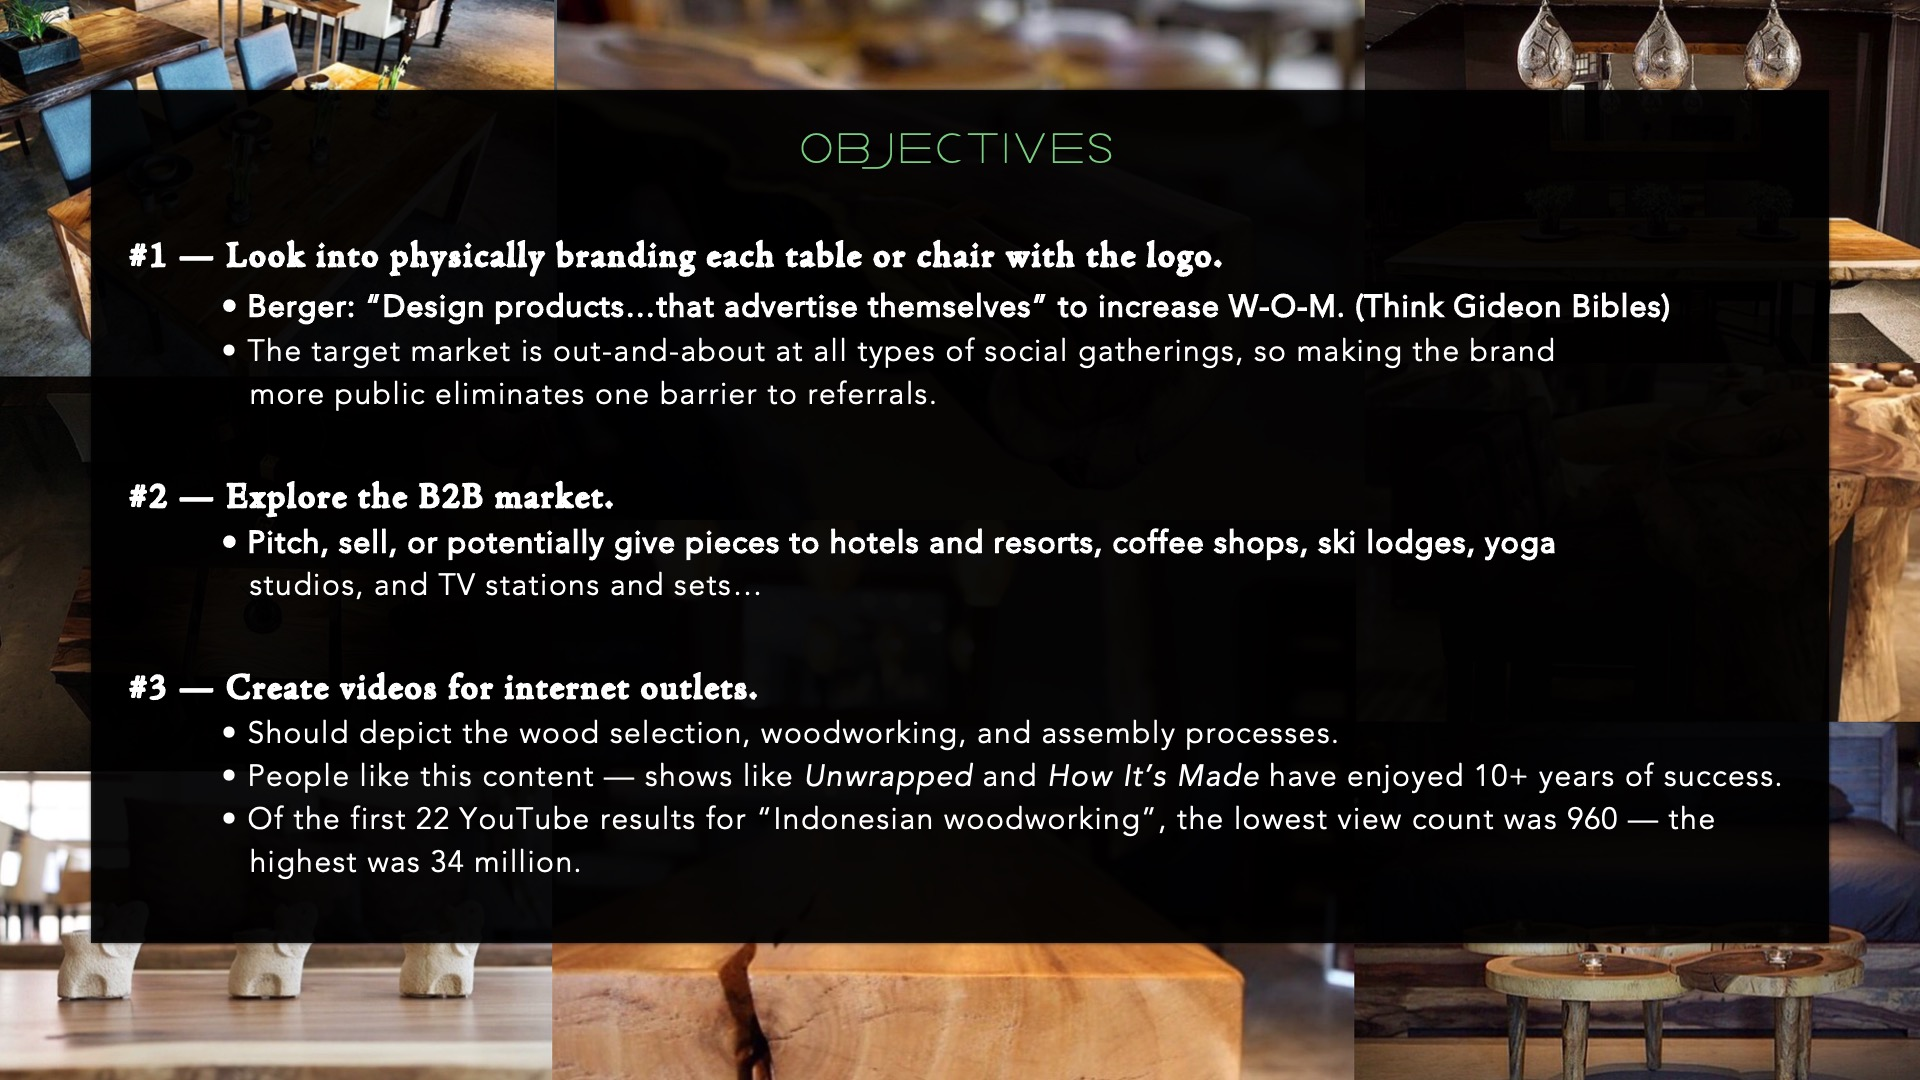 OBJECTIVES
#1 — Look into physically branding each table or chair with the logo.
• Berger: “Design products…that advertise themselves” to increase W-O-M. (Think Gideon Bibles)
• The target market is out-and-about at all types of social gatherings, so making the brand
more public eliminates one barrier to referrals.
#2 — Explore the B2B market.
• Pitch, sell, or potentially give pieces to hotels and resorts, coffee shops, ski lodges, yoga
studios, and TV stations and sets…
#3 — Create videos for internet outlets.
• Should depict the wood selection, woodworking, and assembly processes.
• People like this content — shows like Unwrapped and How It’s Made have enjoyed 10+ years of success.
• Of the first 22 YouTube results for “Indonesian woodworking”, the lowest view count was 960 — the
highest was 34 million.